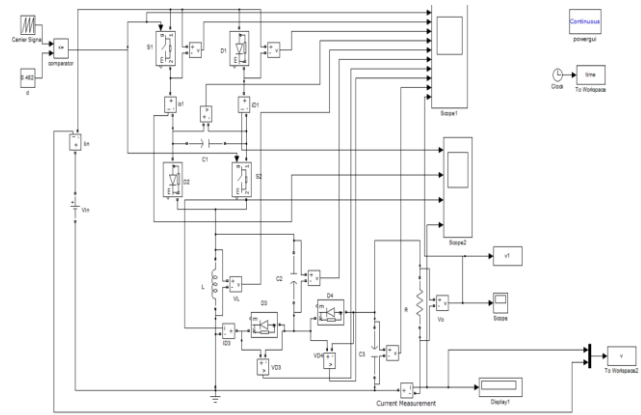 Carrier Signal
<=
comparator
0.462
d
S1
D1
Is1
ID1
C1
D2
S2
Iin
Vin
L
VL
C2
D3
D4
ID3
VD3
VD4
C3
R
Vo
Current Measurement
Scope1
Scope2
v1
Scope
Display1
v
To Workspace2
Continuous
powergui
Clock
time
To Workspace